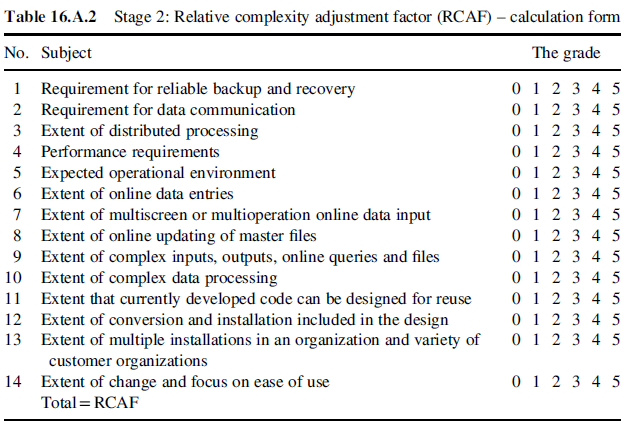 Table 16.A.2 Stage 2: Relative complexity adjustment factor (RCAF) – calculation form
No. Subject The grade
1 Requirement for reliable backup and recovery 0 1 2 3 4 5
2 Requirement for data communication 0 1 2 3 4 5
3 Extent of distributed processing 0 1 2 3 4 5
4 Performance requirements 0 1 2 3 4 5
5 Expected operational environment 0 1 2 3 4 5
6 Extent of online data entries 0 1 2 3 4 5
7 Extent of multiscreen or multioperation online data input 0 1 2 3 4 5
8 Extent of online updating of master files 0 1 2 3 4 5
9 Extent of complex inputs, outputs, online queries and files 0 1 2 3 4 5
10 Extent of complex data processing 0 1 2 3 4 5
11 Extent that currently developed code can be designed for reuse 0 1 2 3 4 5
12 Extent of conversion and installation included in the design 0 1 2 3 4 5
13 Extent of multiple installations in an organization and variety of 0 1 2 3 4 5
customer organizations
14 Extent of change and focus on ease of use 0 1 2 3 4 5
Total = RCAF